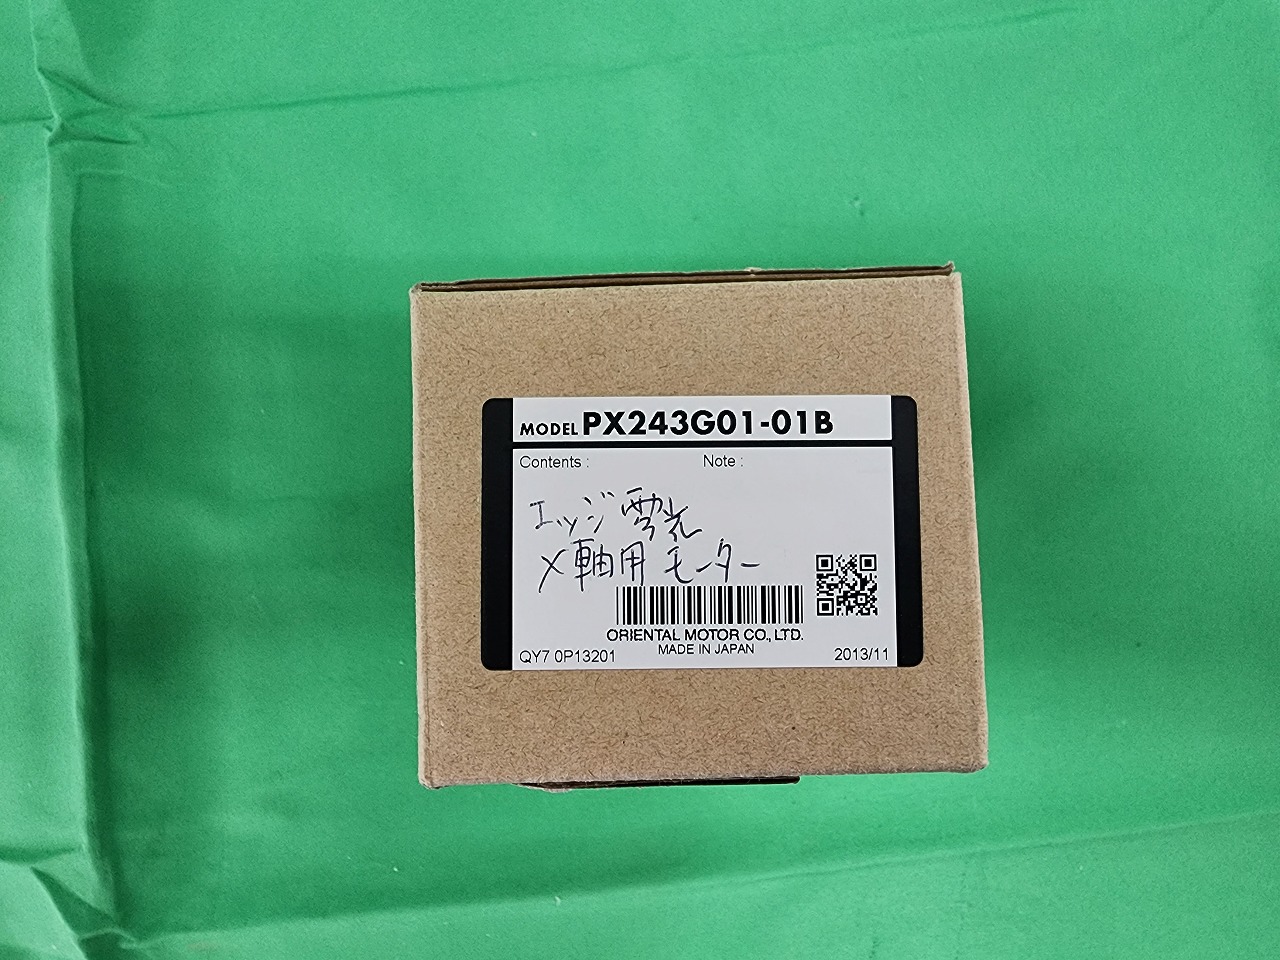 MODEL PX243G01-01B
Contents : Note :
エッジ露光
X軸用モーター
ORIENTAL MOTOR CO., LTD.
MADE IN JAPAN
QY7 0P13201 2013/11